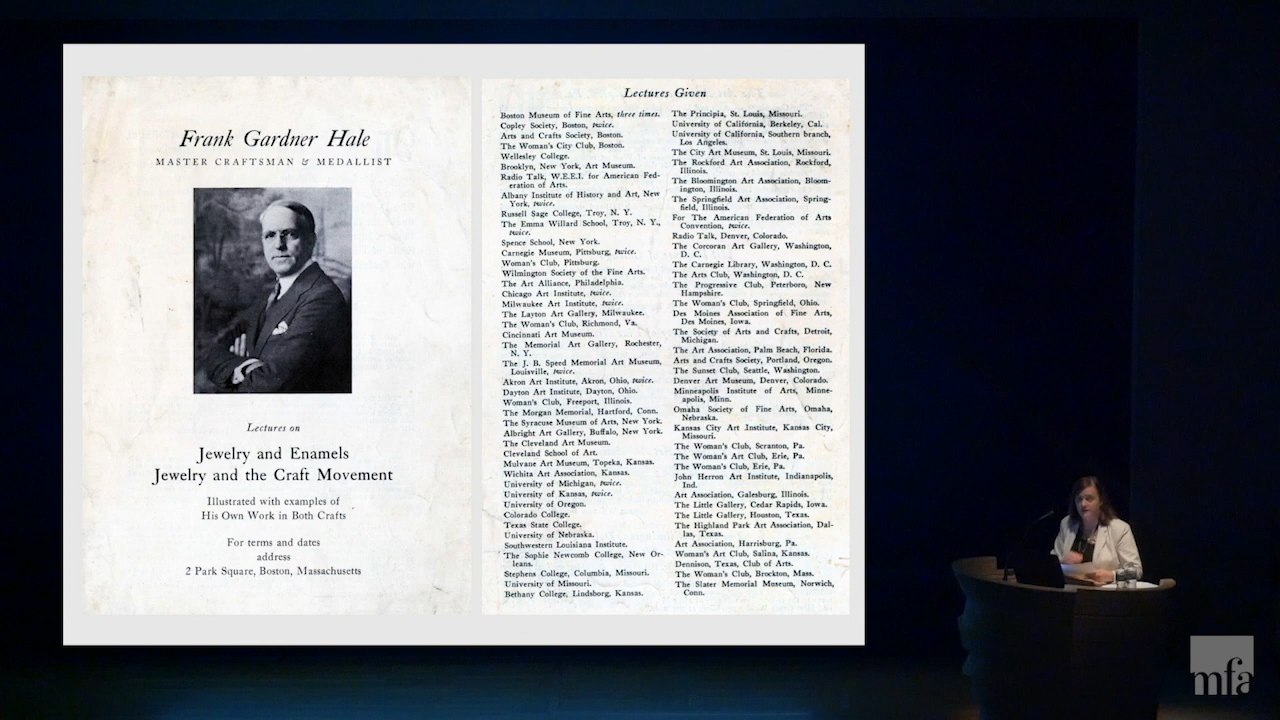 Frank Gardner Hale
MASTER CRAFTSMAN & MEDALLIST
Lectures on
Jewelry and Enamels
Jewelry and the Craft Movement
Illustrated with examples of
His Own Work in Both Crafts
For terms and dates
address
2 Park Square, Boston, Massachusetts
Lectures Given
Boston Museum of Fine Arts, three times.
Copley Society, Boston, twice.
Arts and Crafts Society, Boston.
The Woman's City Club, Boston.
Wellesley College.
Brooklyn, New York, Art Museum.
Radio Talk, W.E.E.I. for American Fed-
eration of Arts.
Albany Institute of History and Art, New
York, twice.
Russell Sage College, Troy, N. Y.
The Emma Willard School, Troy, N. Y.,
twice.
Spence School, New York.
Carnegie Museum, Pittsburg, twice.
Woman's Club, Pittsburg.
Wilmington Society of the Fine Arts.
The Art Alliance, Philadelphia.
Chicago Art Institute, twice.
Milwaukee Art Institute, twice.
The Layton Art Gallery, Milwaukee.
The Woman's Club, Richmond, Va.
Cincinnati Art Museum.
The Memorial Art Gallery, Rochester,
N. Y.
The J. B. Speed Memorial Art Museum,
Louisville, twice.
Akron Art Institute, Akron, Ohio, twice.
Dayton Art Institute, Dayton, Ohio.
Woman's Club, Freeport, Illinois.
The Morgan Memorial, Hartford, Conn.
The Syracuse Museum of Arts, New York.
Albright Art Gallery, Buffalo, New York.
The Cleveland Art Museum.
Cleveland School of Art.
Mulvane Art Museum, Topeka, Kansas.
Wichita Art Association, Kansas.
University of Michigan, twice.
University of Kansas, twice.
University of Oregon.
Colorado College.
Texas State College.
University of Nebraska.
Southwestern Louisiana Institute.
The Sophie Newcomb College, New Or-
leans.
Stephens College, Columbia, Missouri.
University of Missouri.
Bethany College, Lindsborg, Kansas.
The Principia, St. Louis, Missouri.
University of California, Berkeley, Cal.
University of California, Southern branch,
Los Angeles.
The City Art Museum, St. Louis, Missouri.
The Rockford Art Association, Rockford,
Illinois.
The Bloomington Art Association, Bloom-
ington, Illinois.
The Springfield Art Association, Spring-
field, Illinois.
For The American Federation of Arts
Convention, twice.
Radio Talk, Denver, Colorado.
The Corcoran Art Gallery, Washington,
D. C.
The Carnegie Library, Washington, D. C.
The Arts Club, Washington, D. C.
The Progressive Club, Peterboro, New
Hampshire.
The Woman's Club, Springfield, Ohio.
Des Moines Association of Fine Arts,
Des Moines, Iowa.
The Society of Arts and Crafts, Detroit,
Michigan.
The Art Association, Palm Beach, Florida.
Arts and Crafts Society, Portland, Oregon.
The Sunset Club, Seattle, Washington.
Denver Art Museum, Denver, Colorado.
Minneapolis Institute of Arts, Minne-
apolis, Minn.
Omaha Society of Fine Arts, Omaha,
Nebraska.
Kansas City Art Institute, Kansas City,
Missouri.
The Woman's Club, Scranton, Pa.
The Woman's Art Club, Erie, Pa.
The Woman's Club, Erie, Pa.
John Herron Art Institute, Indianapolis,
Ind.
Art Association, Galesburg, Illinois.
The Little Gallery, Cedar Rapids, Iowa.
The Little Gallery, Houston, Texas.
The Highland Park Art Association, Dal-
las, Texas.
Art Association, Harrisburg, Pa.
Woman's Art Club, Salina, Kansas.
Dennison, Texas, Club of Arts.
The Woman's Club, Brockton, Mass.
The Slater Memorial Museum, Norwich,
Conn.
mfa